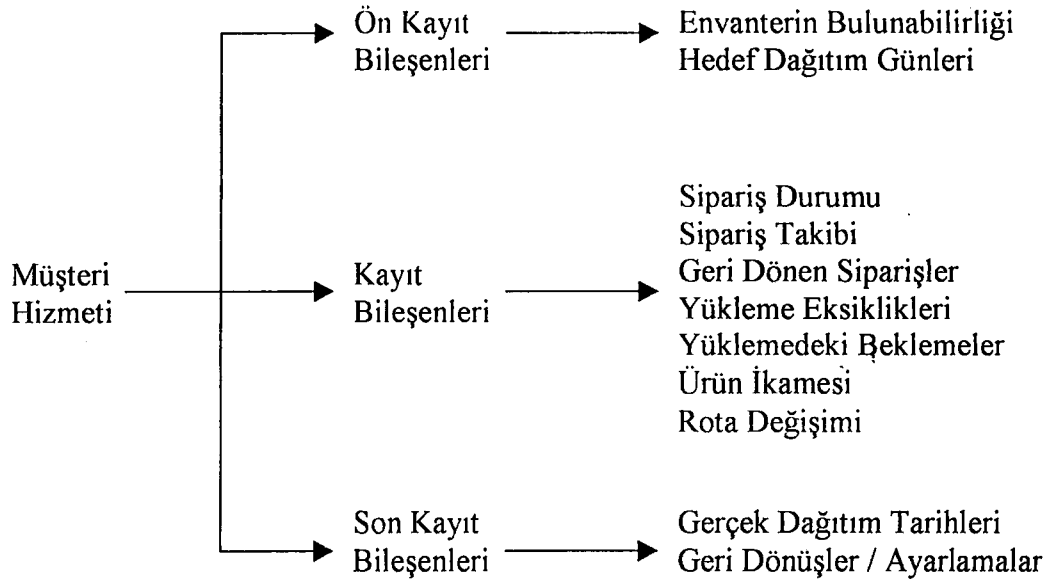 Ön Kayıt
Bileşenleri
Envanterin Bulunabilirliği
Hedef Dağıtım Günleri
Müşteri
Hizmeti
Kayıt
Bileşenleri
Sipariş Durumu
Sipariş Takibi
Geri Dönen Siparişler
Yükleme Eksiklikleri
Yüklemedeki Beklemeler
Ürün İkamesi
Rota Değişimi
Son Kayıt
Bileşenleri
Gerçek Dağıtım Tarihleri
Geri Dönüşler / Ayarlamalar